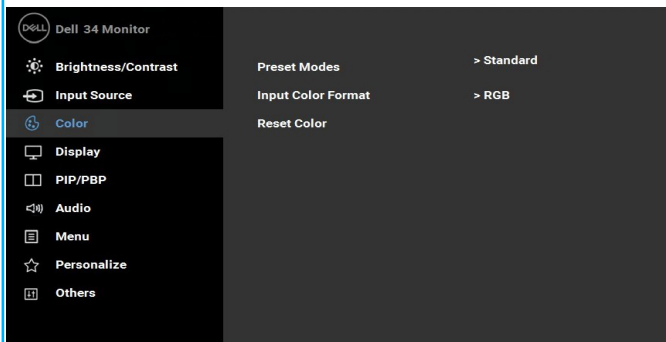 DELL Dell 34 Monitor
Brightness/Contrast Preset Modes > Standard
Input Source Input Color Format > RGB
Color Reset Color
Display
PIP/PBP
Audio
Menu
Personalize
Others